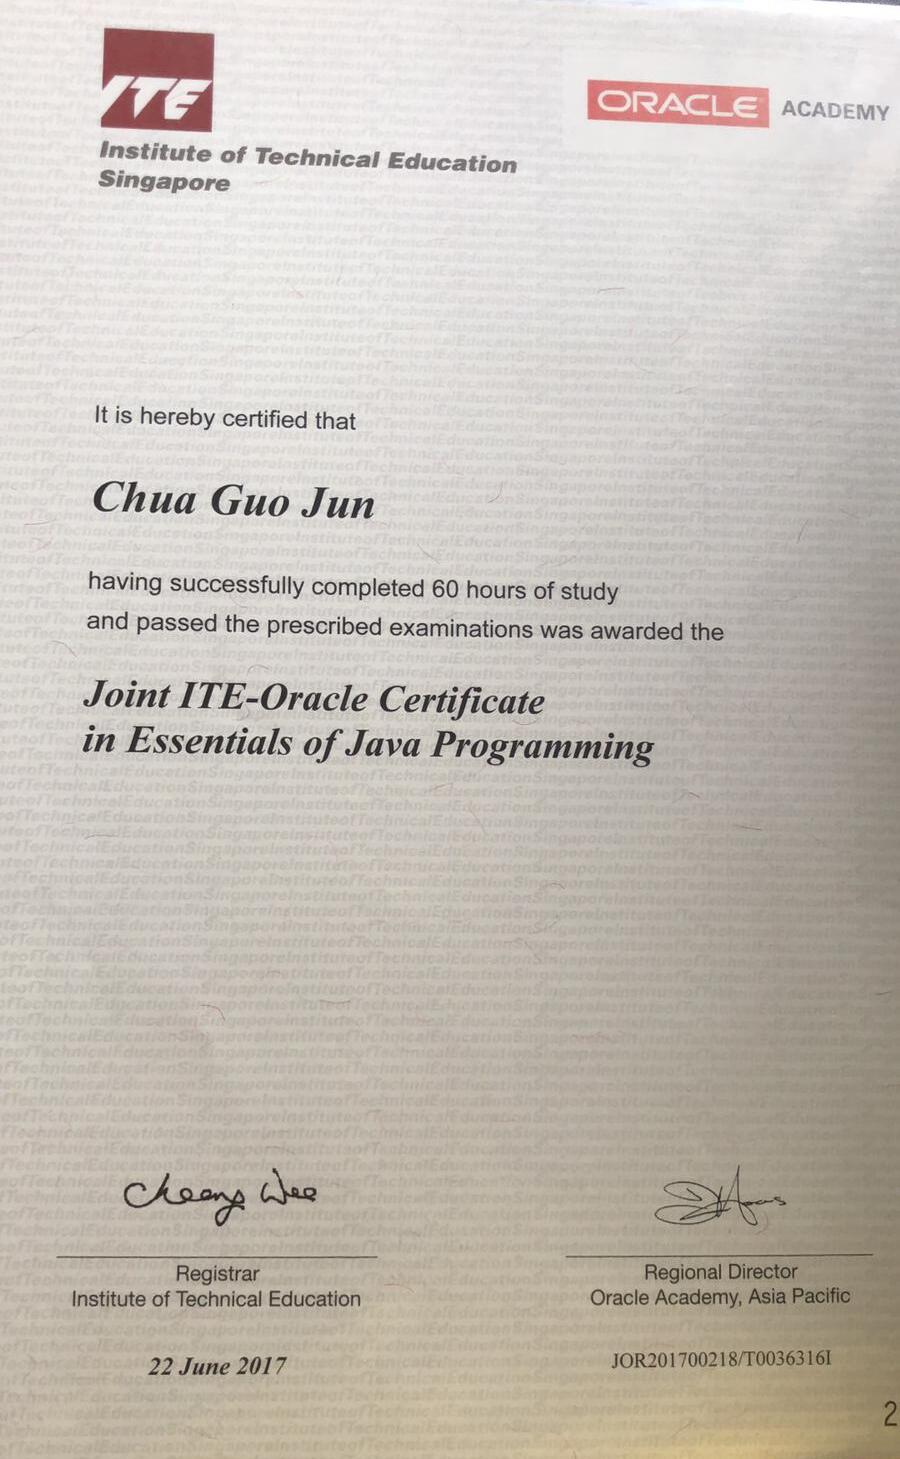 ITE
Institute of Technical Education
Singapore
ORACLE ACADEMY
It is hereby certified that
Chua Guo Jun
having successfully completed 60 hours of study
and passed the prescribed examinations was awarded the
Joint ITE-Oracle Certificate
in Essentials of Java Programming
Cheong Wee
Registrar
Institute of Technical Education
22 June 2017
Regional Director
Oracle Academy, Asia Pacific
JOR201700218/T0036316I
2